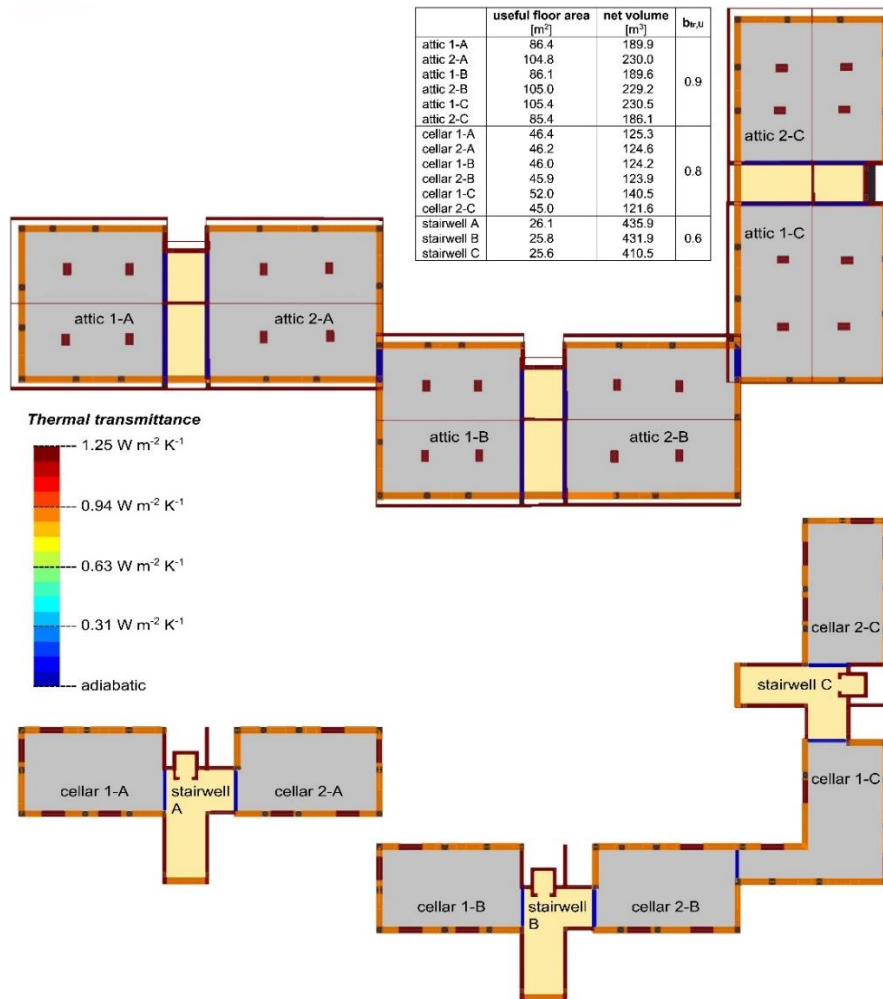 useful floor area net volume b_tr,U
[m²] [m³]
attic 1-A 86.4 189.9
attic 2-A 104.8 230.0
attic 1-B 86.1 189.6
attic 2-B 105.0 229.2
attic 1-C 105.4 230.5
attic 2-C 85.4 186.1
0.9
cellar 1-A 46.4 125.3
cellar 2-A 46.2 124.6
cellar 1-B 46.0 124.2
cellar 2-B 45.9 123.9
cellar 1-C 52.0 140.5
cellar 2-C 45.0 121.6
0.8
stairwell A 26.1 435.9
stairwell B 25.8 431.9
stairwell C 25.6 410.5
0.6
attic 2-C
attic 1-C
attic 1-A
attic 2-A
attic 1-B
attic 2-B
Thermal transmittance
1.25 W m⁻² K⁻¹
0.94 W m⁻² K⁻¹
0.63 W m⁻² K⁻¹
0.31 W m⁻² K⁻¹
adiabatic
cellar 2-C
stairwell C
cellar 1-C
cellar 1-A
stairwell
A
cellar 2-A
cellar 1-B
stairwell
B
cellar 2-B